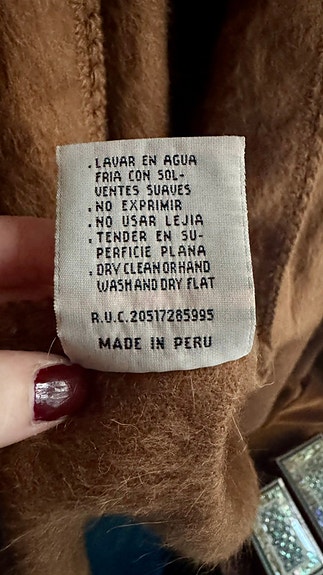 .LAVAR EN AGUA
FRIA CON SOL-
VENTES SUAVES
.NO EXPRIMIR
.NO USAR LEJIA
.TENDER EN SU-
PERFICIE PLANA
.DRY CLEAN OR HAND
WASH AND DRY FLAT
R.U.C.20517285995
MADE IN PERU